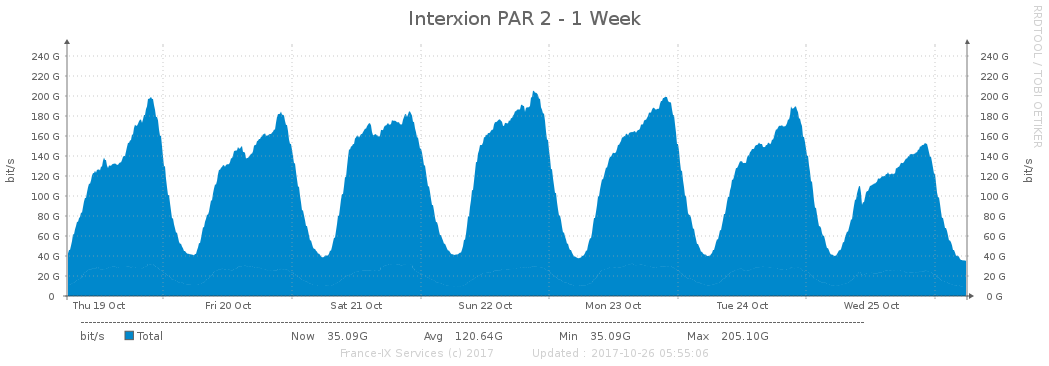 Interxion PAR 2 - 1 Week
RRDTOOL / TOBI OETIKER
240 G 240 G
220 G 220 G
200 G 200 G
180 G 180 G
160 G 160 G
140 G 140 G
120 G 120 G
100 G 100 G
80 G 80 G
60 G 60 G
40 G 40 G
20 G 20 G
0 0 G
bit/s
bit/s
Thu 19 Oct Fri 20 Oct Sat 21 Oct Sun 22 Oct Mon 23 Oct Tue 24 Oct Wed 25 Oct
bit/s Total Now 35.09G Avg 120.64G Min 35.09G Max 205.10G
France-IX Services (c) 2017 Updated : 2017-10-26 05:55:06